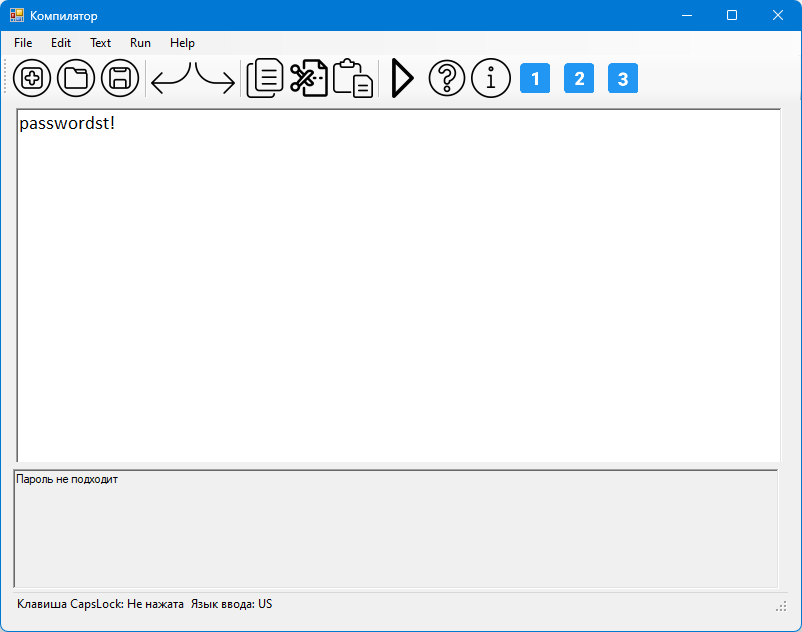 Компилятор
File Edit Text Run Help
1 2 3
passwordst!
Пароль не подходит
Клавиша CapsLock: Не нажата Язык ввода: US